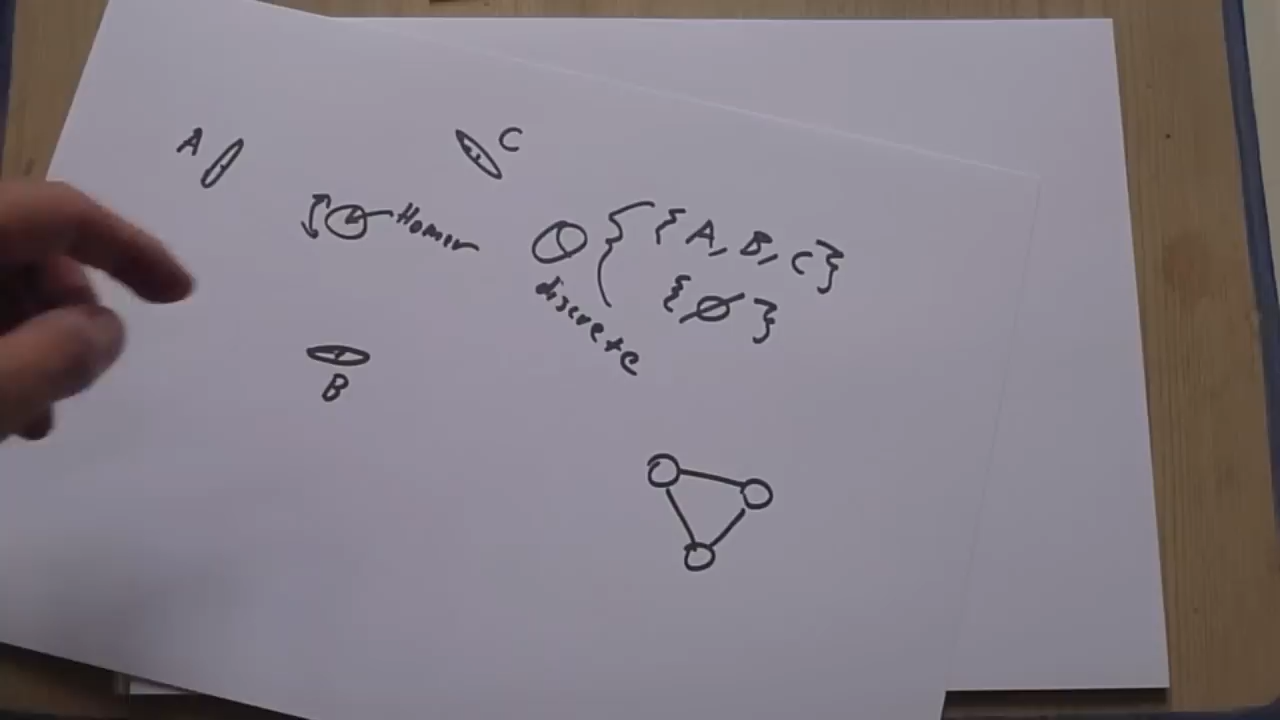 A
C
Homer
{ {A, B, C}
{∅}
discrete
B